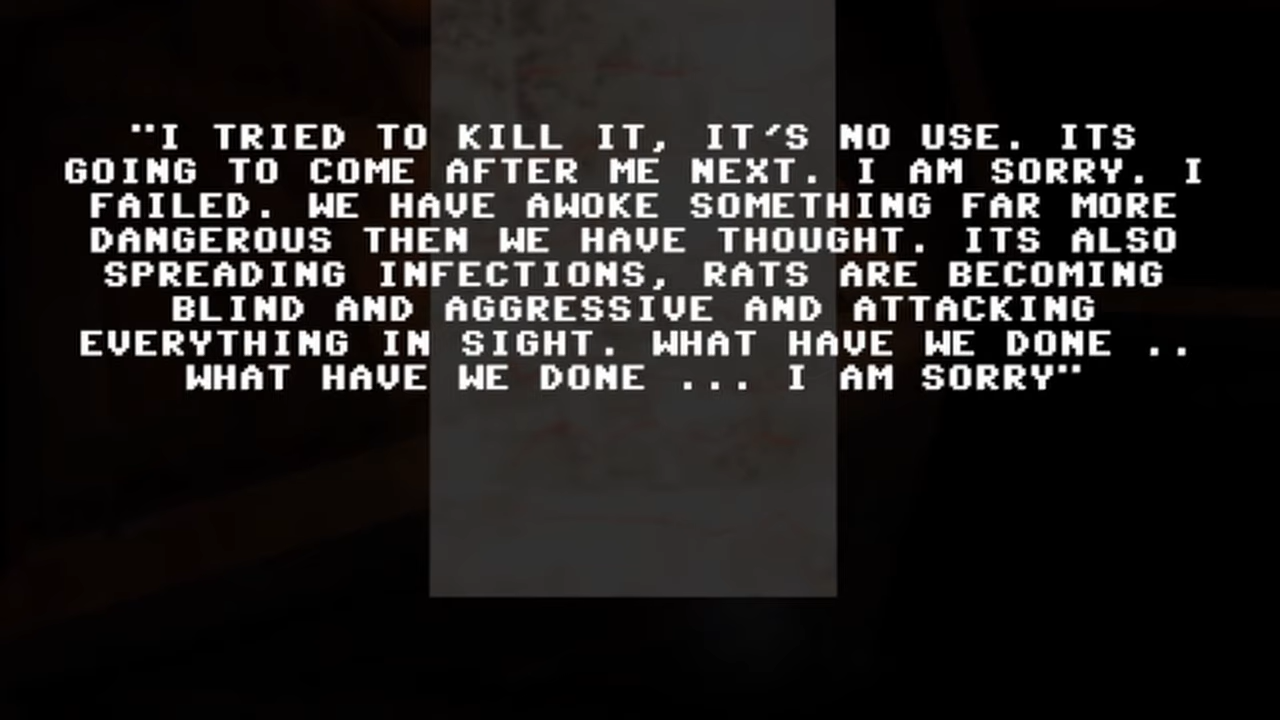 "I TRIED TO KILL IT, IT'S NO USE. ITS
GOING TO COME AFTER ME NEXT. I AM SORRY. I
FAILED. WE HAVE AWOKE SOMETHING FAR MORE
DANGEROUS THEN WE HAVE THOUGHT. ITS ALSO
SPREADING INFECTIONS, RATS ARE BECOMING
BLIND AND AGGRESSIVE AND ATTACKING
EVERYTHING IN SIGHT. WHAT HAVE WE DONE ..
WHAT HAVE WE DONE ... I AM SORRY"